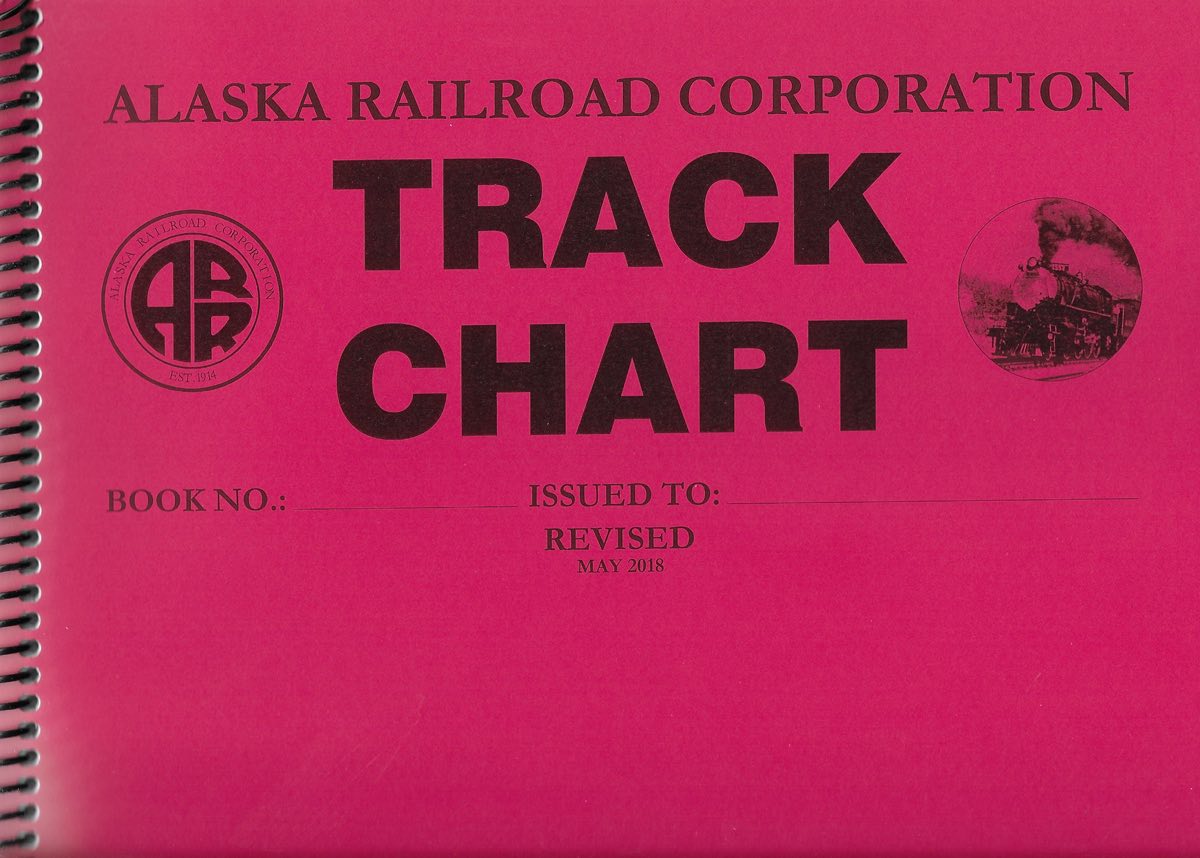 ALASKA RAILROAD CORPORATION
TRACK
CHART
ALASKA RAILROAD CORPORATION
ARR
EST. 1914
BOOK NO.: ISSUED TO:
REVISED
MAY 2018